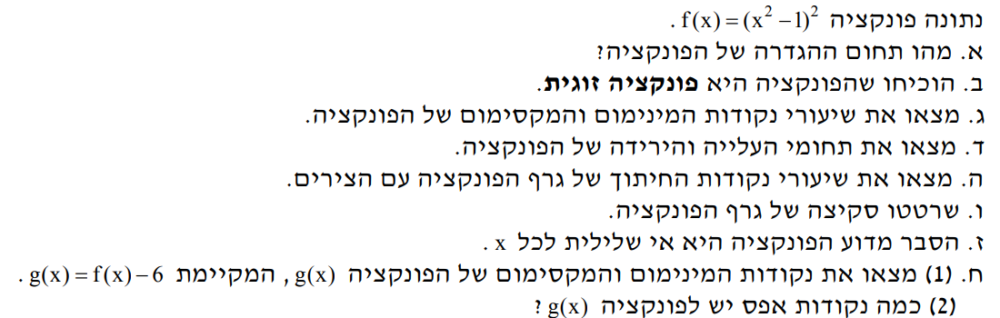 נתונה פונקציה f(x) = (x² − 1)² .
א. מהו תחום ההגדרה של הפונקציה?
ב. הוכיחו שהפונקציה היא פונקציה זוגית.
ג. מצאו את שיעורי נקודות המינימום והמקסימום של הפונקציה.
ד. מצאו את תחומי העלייה והירידה של הפונקציה.
ה. מצאו את שיעורי נקודות החיתוך של גרף הפונקציה עם הצירים.
ו. שרטטו סקיצה של גרף הפונקציה.
ז. הסבר מדוע הפונקציה היא אי שלילית לכל x .
ח. (1) מצאו את נקודות המינימום והמקסימום של הפונקציה g(x) , המקיימת g(x) = f(x) − 6 .
(2) כמה נקודות אפס יש לפונקציה g(x) ?